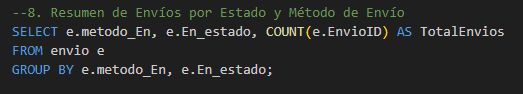 --8. Resumen de Envíos por Estado y Método de Envío
SELECT e.metodo_En, e.En_estado, COUNT(e.EnvioID) AS TotalEnvios
FROM envio e
GROUP BY e.metodo_En, e.En_estado;